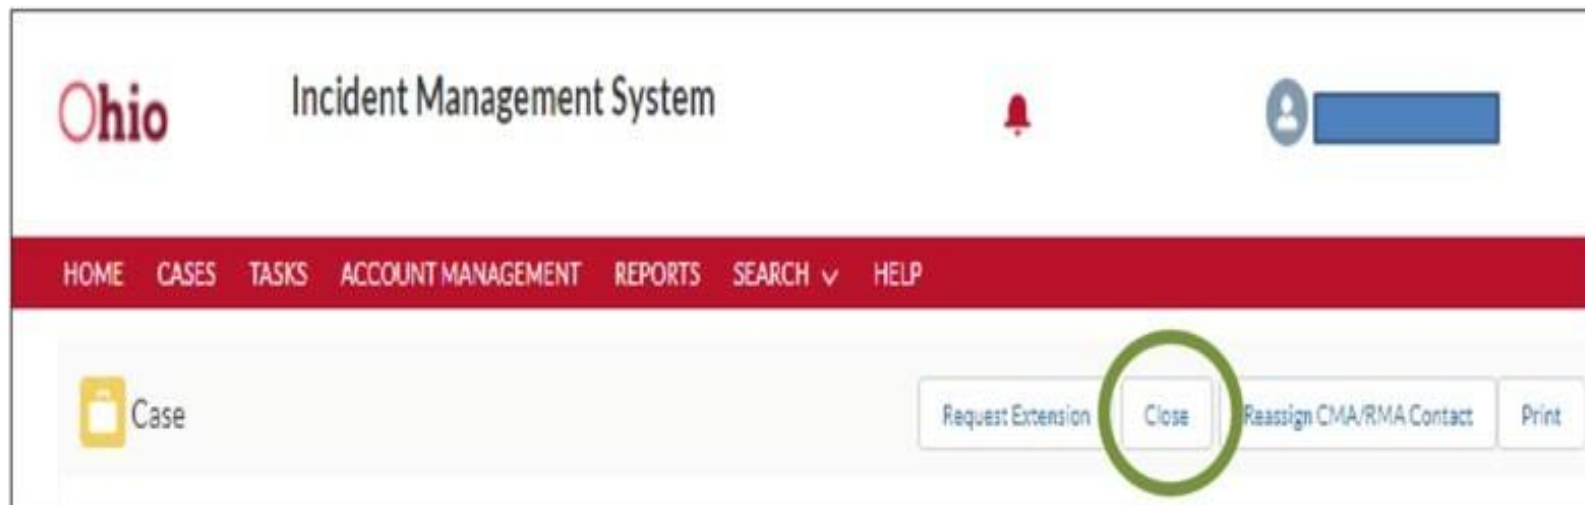 Ohio
Incident Management System
HOME CASES TASKS ACCOUNT MANAGEMENT REPORTS SEARCH HELP
Case
Request Extension Close Reassign CMA/RMA Contact Print